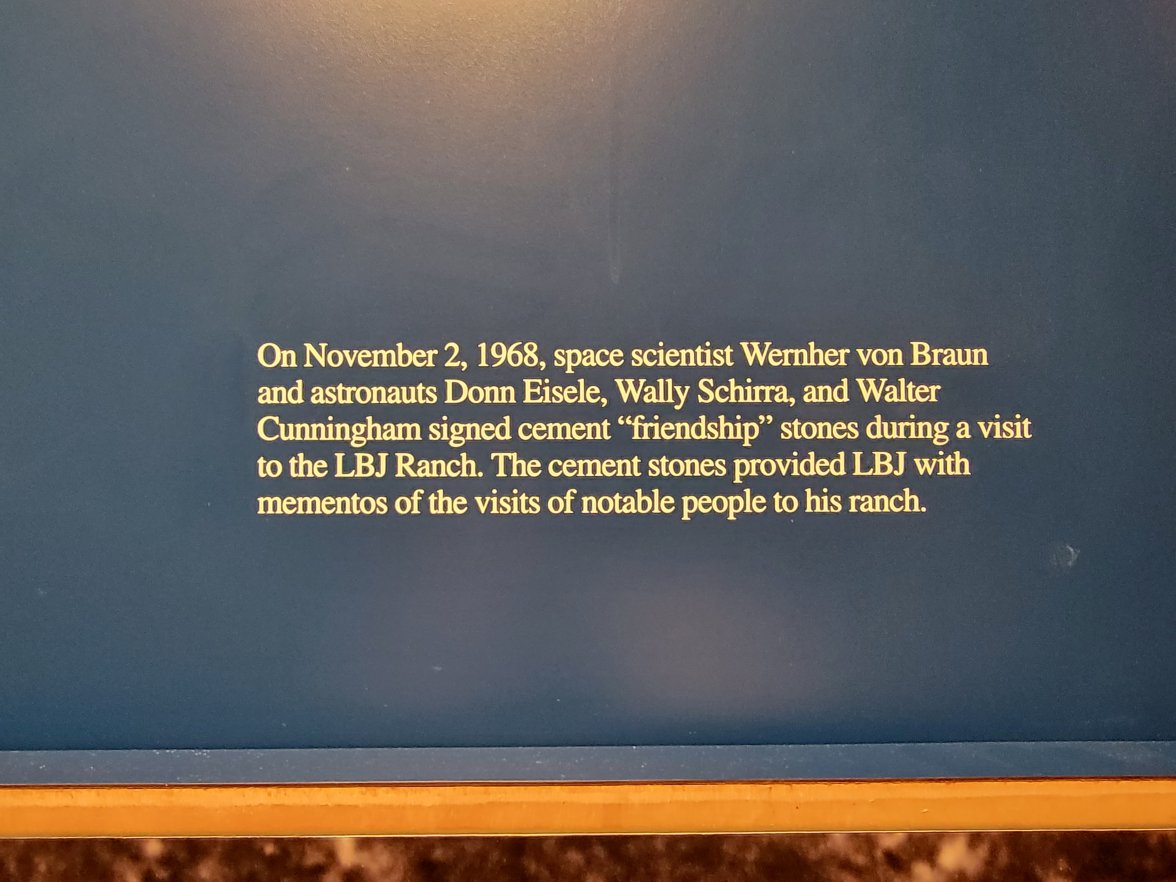 On November 2, 1968, space scientist Wernher von Braun
and astronauts Donn Eisele, Wally Schirra, and Walter
Cunningham signed cement “friendship” stones during a visit
to the LBJ Ranch. The cement stones provided LBJ with
mementos of the visits of notable people to his ranch.